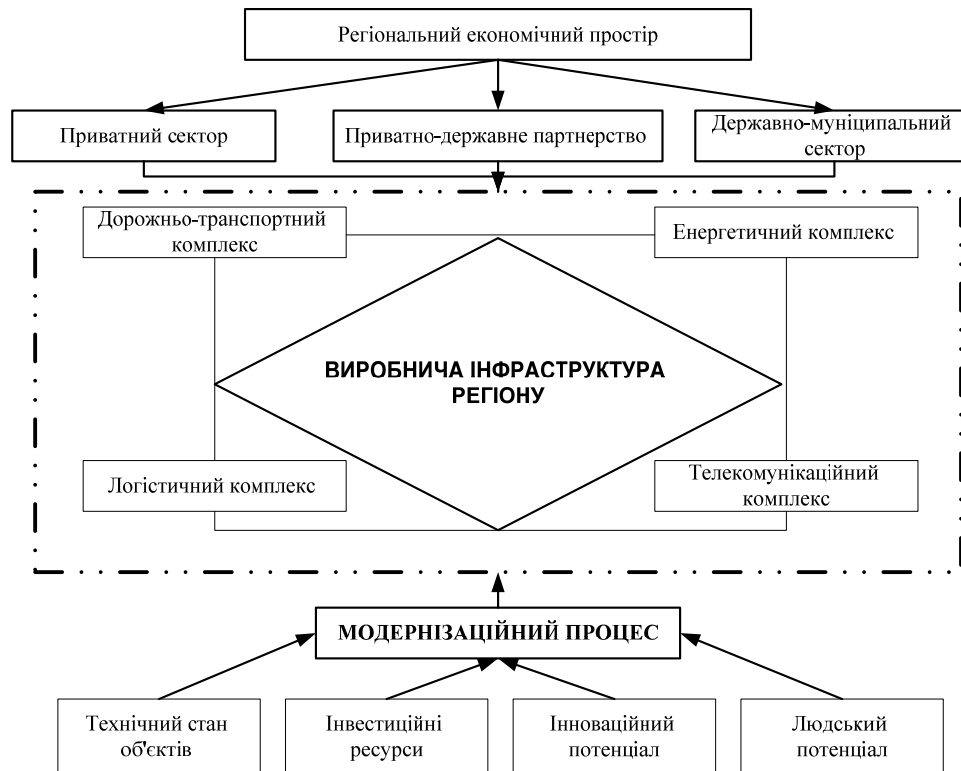 Регіональний економічний простір
Приватний сектор
Приватно-державне партнерство
Державно-муніципальний
сектор
Дорожньо-транспортний
комплекс
Енергетичний комплекс
ВИРОБНИЧА ІНФРАСТРУКТУРА
РЕГІОНУ
Логістичний комплекс
Телекомунікаційний
комплекс
МОДЕРНІЗАЦІЙНИЙ ПРОЦЕС
Технічний стан
об'єктів
Інвестиційні
ресурси
Інноваційний
потенціал
Людський
потенціал